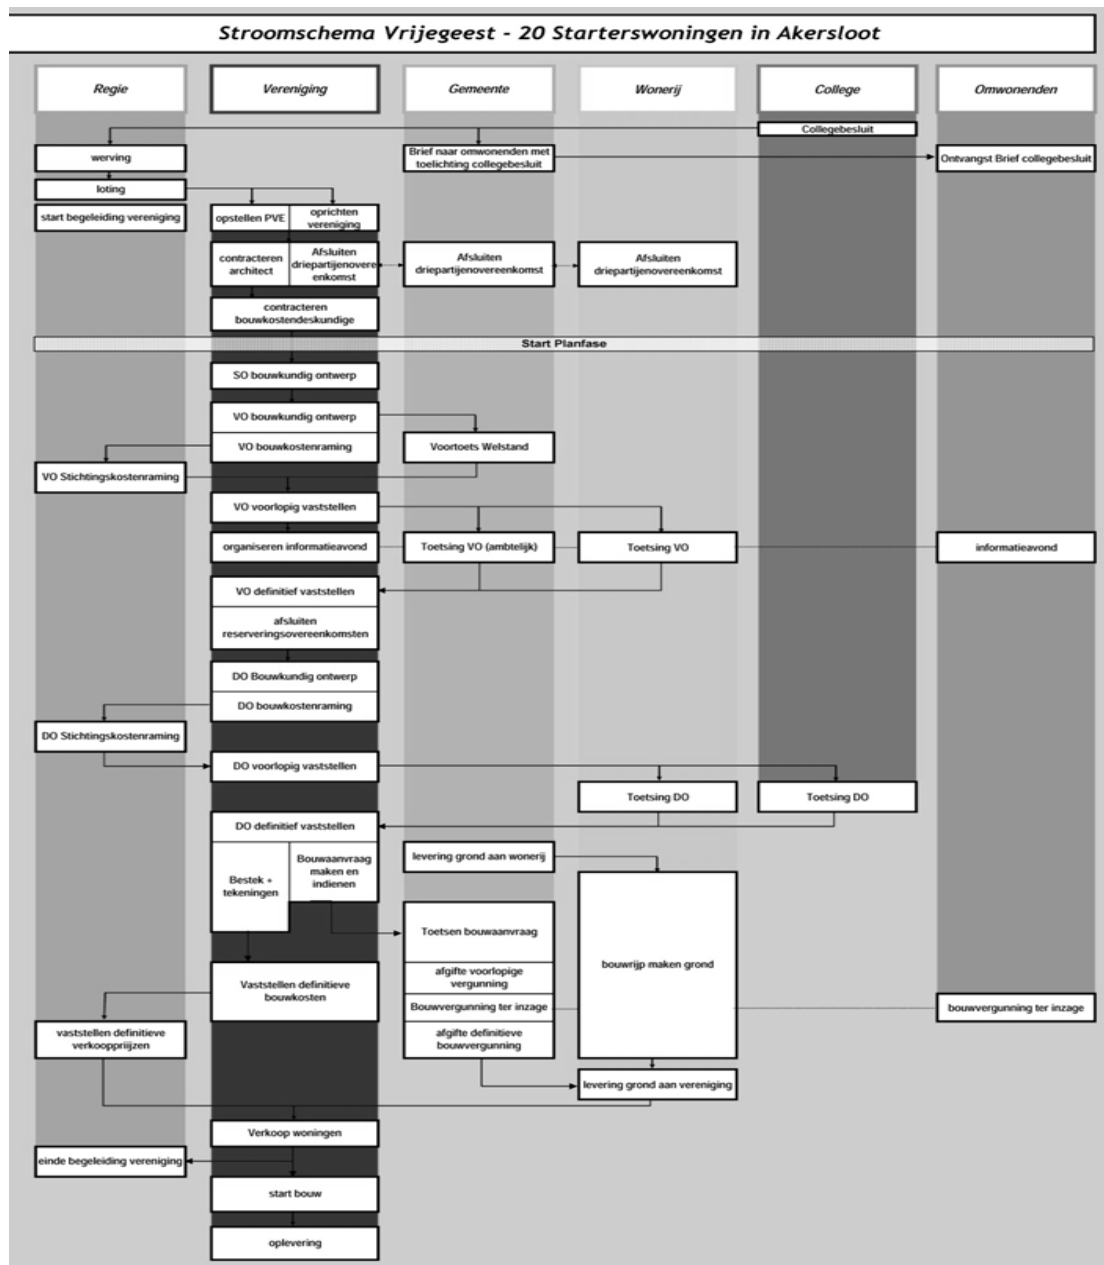 Stroomschema Vrijegeest - 20 Starterswoningen in Akersloot
Regie
Vereniging
Gemeente
Wonerij
College
Omwonenden
Collegebesluit
werving
Brief naar omwonenden met
toelichting collegebesluit
Ontvangst Brief collegebesluit
loting
start begeleiding vereniging
opstellen PVE
oprichten
vereniging
contracteren
architect
Afsluiten
driepartijenovere
enkomst
Afsluiten
driepartijenovereenkomst
Afsluiten
driepartijenovereenkomst
contracteren
bouwkostendeskundige
Start Planfase
SO bouwkundig ontwerp
VO bouwkundig ontwerp
VO bouwkostenraming
Voortoets Welstand
VO Stichtingskostenraming
VO voorlopig vaststellen
organiseren informatieavond
Toetsing VO (ambtelijk)
Toetsing VO
informatieavond
VO definitief vaststellen
afsluiten
reserveringsovereenkomsten
DO Bouwkundig ontwerp
DO bouwkostenraming
DO Stichtingskostenraming
DO voorlopig vaststellen
Toetsing DO
Toetsing DO
DO definitief vaststellen
Bestek +
tekeningen
Bouwaanvraag
maken en
indienen
levering grond aan wonerij
Toetsen bouwaanvraag
afgifte voorlopige
vergunning
Bouwvergunning ter inzage
afgifte definitieve
bouwvergunning
bouwrijp maken grond
bouwvergunning ter inzage
Vaststellen definitieve
bouwkosten
vaststellen definitieve
verkooppriijzen
levering grond aan vereniging
Verkoop woningen
einde begeleiding vereniging
start bouw
oplevering